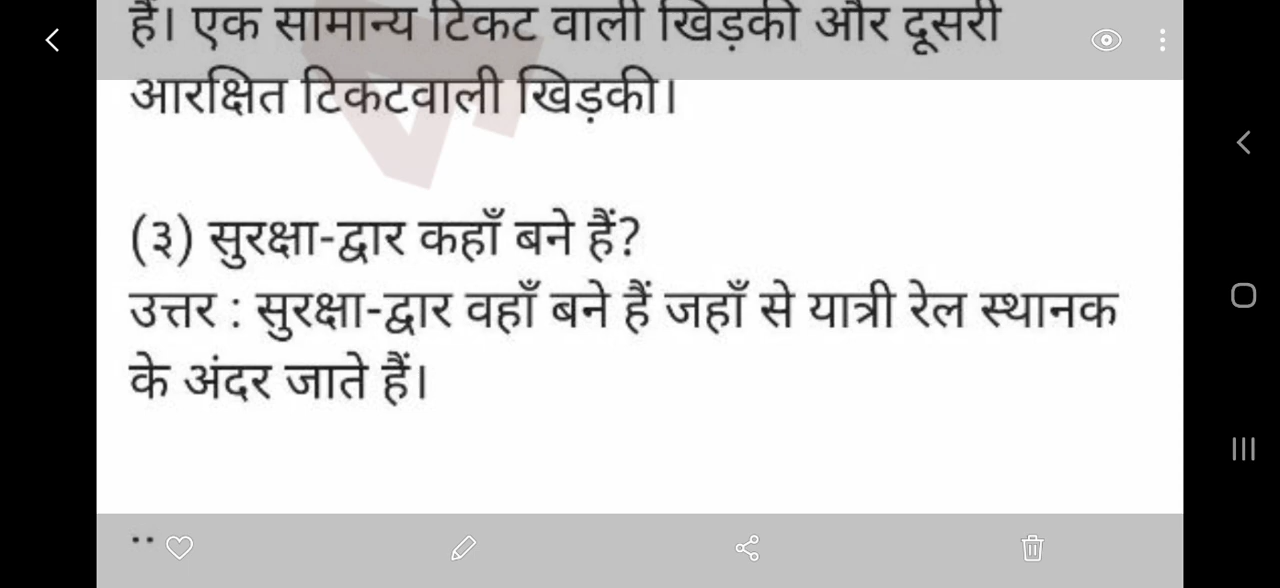 हैं। एक सामान्य टिकट वाली खिड़की और दूसरी
आरक्षित टिकटवाली खिड़की।
(३) सुरक्षा-द्वार कहाँ बने हैं?
उत्तर : सुरक्षा-द्वार वहाँ बने हैं जहाँ से यात्री रेल स्थानक
के अंदर जाते हैं।